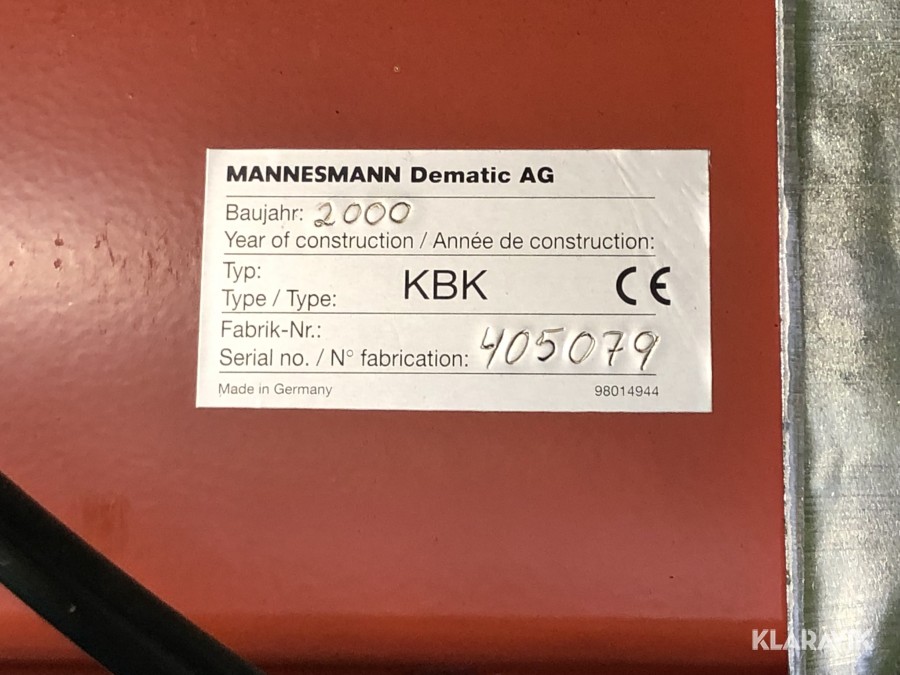 MANNESMANN Dematic AG
Baujahr: 2000
Year of construction / Année de construction:
Typ:
Type / Type: KBK CE
Fabrik-Nr.:
Serial no. / N° fabrication: 405079
Made in Germany 98014944
KLARAVIK